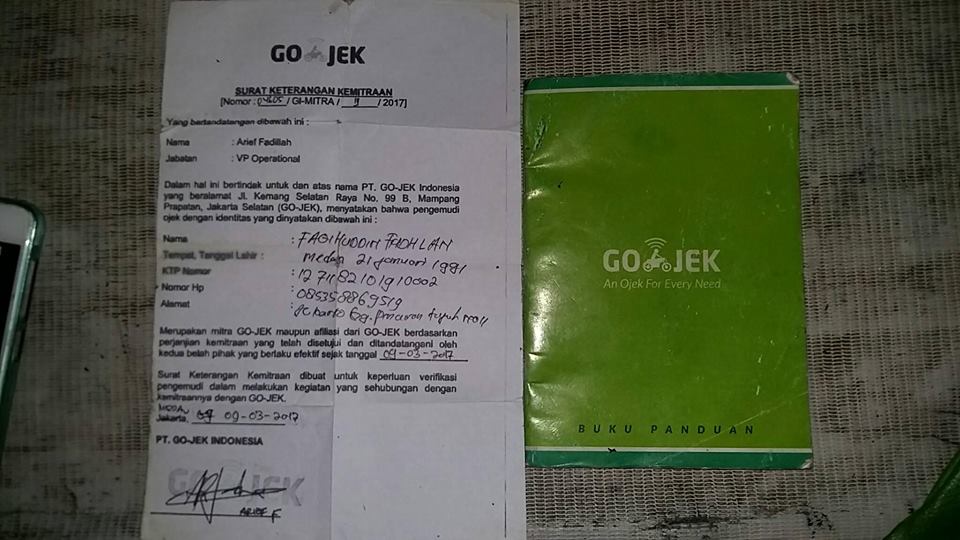 GO JEK
SURAT KETERANGAN KEMITRAAN
[Nomor : 04605 / GI-MITRA / II / 2017]
Yang bertandatangan dibawah ini :
Nama : Arief Fadillah
Jabatan : VP Operational
Dalam hal ini bertindak untuk dan atas nama PT. GO-JEK Indonesia
yang beralamat Jl. Kemang Selatan Raya No. 99 B, Mampang
Prapatan, Jakarta Selatan (GO-JEK), menyatakan bahwa pengemudi
ojek dengan identitas yang dinyatakan dibawah ini :
Nama : FAQIHUDDIN FADHLAN
Tempat, Tanggal Lahir : Medan 21 Januari 1991
KTP Nomor : 1271182101910002
Nomor Hp : 085358869519
Alamat :
Merupakan mitra GO-JEK maupun afiliasi dari GO-JEK berdasarkan
perjanjian kemitraan yang telah disetujui dan ditandatangani oleh
kedua belah pihak yang berlaku efektif sejak tanggal 09-03-2017
Surat Keterangan Kemitraan dibuat untuk keperluan verifikasi
pengemudi dalam melakukan kegiatan yang sehubungan dengan
kemitraannya dengan GO-JEK.
MEDAN
Jakarta, 09-03-2017
PT. GO-JEK INDONESIA
GO JEK
ARIEF F
GO JEK
An Ojek For Every Need
BUKU PANDUAN